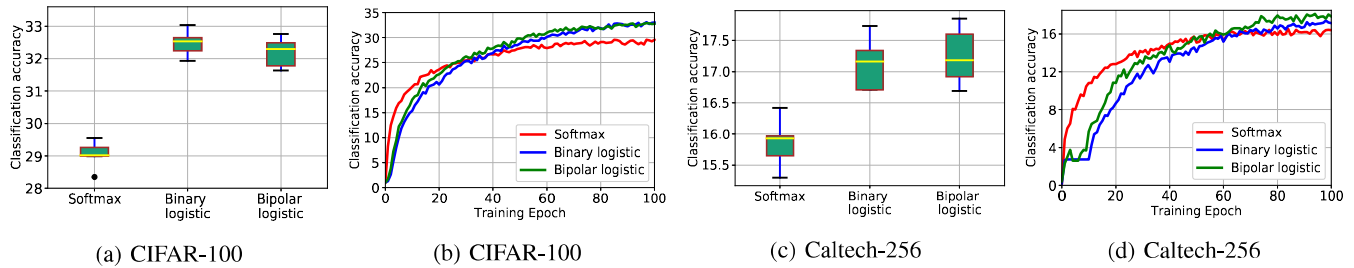 Classification accuracy
33
32
31
30
29
28
Softmax
Binary
logistic
Bipolar
logistic
(a) CIFAR-100
Classification accuracy
35
30
25
20
15
11
5
0
0 20 40 60 80 100
Training Epoch
Softmax
Binary logistic
Bipolar logistic
(b) CIFAR-100
Classification accuracy
17.5
17.0
16.5
16.0
15.5
Softmax
Binary
logistic
Bipolar
logistic
(c) Caltech-256
Classification accuracy
16
12
8
4
0
0 20 40 60 80 100
Training Epoch
Softmax
Binary logistic
Bipolar logistic
(d) Caltech-256